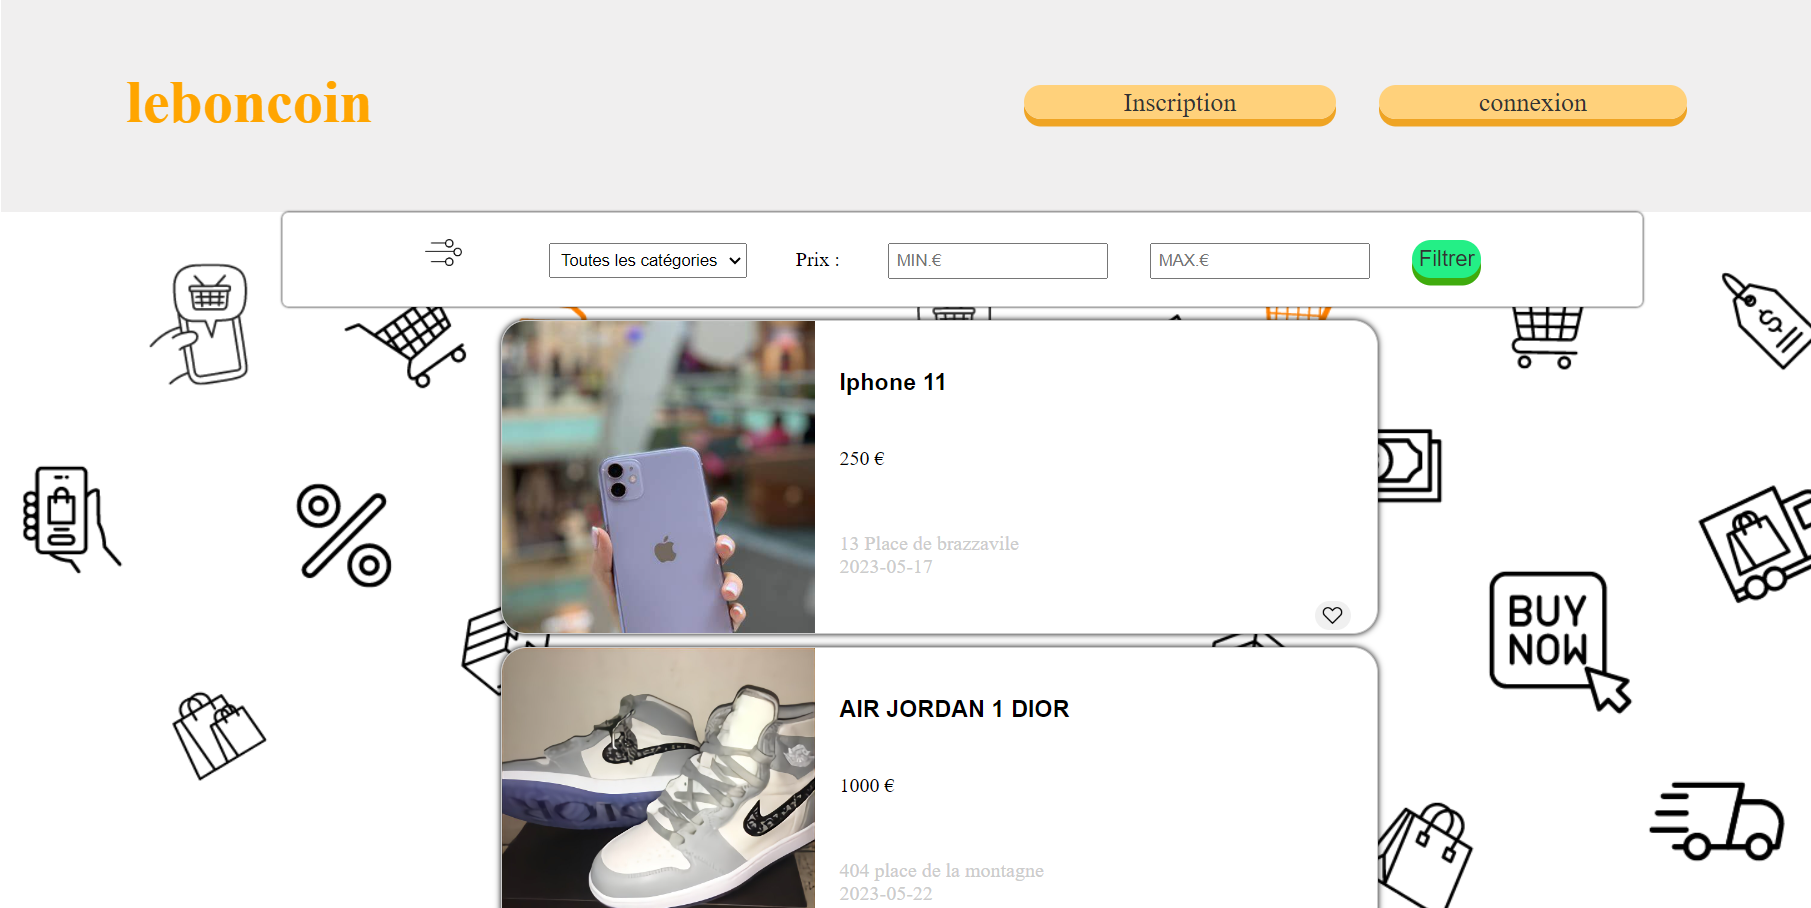 leboncoin
Inscription
connexion
Toutes les catégories
Prix :
MIN.€
MAX.€
Filtrer
Iphone 11
250 €
13 Place de brazzavile
2023-05-17
BUY
NOW
AIR JORDAN 1 DIOR
1000 €
404 place de la montagne
2023-05-22